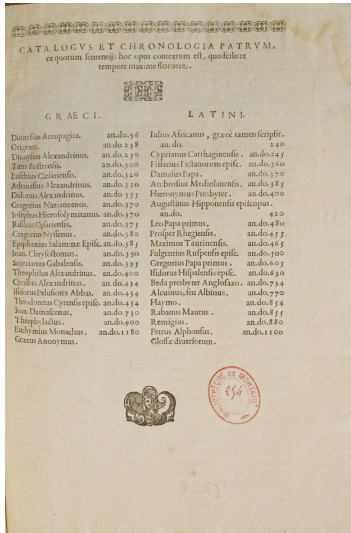 CATALOGVS ET CHRONOLOGIA PATRVM,
ex quorum sententijs hoc opus contextum est, quo scilicet
tempore maxime floruere.
GRÆCI.
Dionysius Areopagita. an.do.96
Origenes. an.do.238
Dionysius Alexandrinus. an.do.250
Titus Bostrensis. an.do.300
Eusebius Cæsariensis. an.do.320
Athanasius Alexandrinus. an.do.350
Didimus Alexandrinus. an.do.355
Gregorius Nazianzenus. an.do.370
Iosephus Hierosolymitanus. an.do.370
Basilius Cæsariensis. an.do.375
Gregorius Nyssenus. an.do.380
Epiphanius Salaminæ Episc. an.do.385
Ioan. Chrysostomus. an.do.390
Seuerianus Gabalensis. an.do.395
Theophilus Alexandrinus. an.do.400
Cyrillus Alexandrinus. an.do.434
Isidorus Pelusiotes Abbas. an.do.434
Theodoretus Cyrensis episc. an.do.454
Ioan. Damascenus. an.do.730
Theophylactus. an.do.900
Euthymius Monachus. an.do.1180
Græcus Anonymus.
LATINI.
Iulius Africanus, græcè tamen scripsit.
an.do. 240
Cyprianus Carthaginensis. an.do.245
Hilarius Pictauorum episc. an.do.360
Damasus Papa. an.do.370
Ambrosius Mediolanensis. an.do.385
Hieronymus Presbyter. an.do.400
Augustinus Hipponensis episcopus.
an.do. 420
Leo Papa primus. an.do.480
Prosper Rhegiensis. an.do.455
Maximus Taurinensis. an.do.465
Fulgentius Ruspensis episc. an.do.500
Gregorius Papa primus. an.do.605
Isidorus Hispalensis episc. an.do.630
Beda presbyter Anglosaxo. an.do.734
Alcuinus, seu Albinus. an.do.770
Haymo. an.do.854
Rabanus Maurus. an.do.855
Remigius. an.do.880
Petrus Alphonsus. an.do.1100
Glossæ diuersorum.
BIBLIOTHÈQUE DE MORTAIN
254